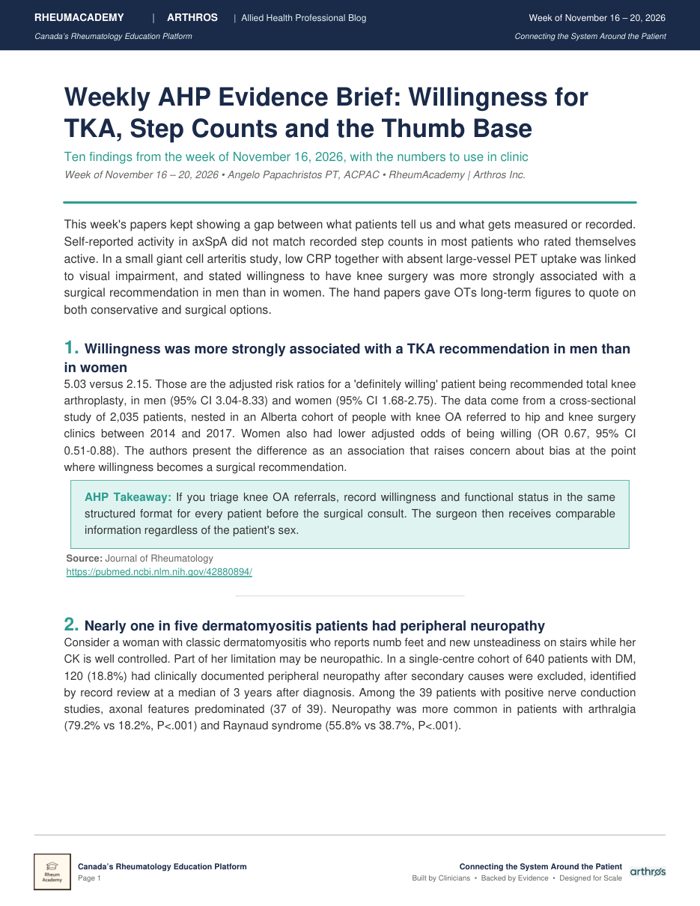 RHEUMACADEMY | ARTHROS | Allied Health Professional Blog
Week of November 16 – 20, 2026
Canada's Rheumatology Education Platform
Connecting the System Around the Patient
Weekly AHP Evidence Brief: Willingness for
TKA, Step Counts and the Thumb Base
Ten findings from the week of November 16, 2026, with the numbers to use in clinic
Week of November 16 – 20, 2026 • Angelo Papachristos PT, ACPAC • RheumAcademy | Arthros Inc.
This week's papers kept showing a gap between what patients tell us and what gets measured or recorded.
Self-reported activity in axSpA did not match recorded step counts in most patients who rated themselves
active. In a small giant cell arteritis study, low CRP together with absent large-vessel PET uptake was linked
to visual impairment, and stated willingness to have knee surgery was more strongly associated with a
surgical recommendation in men than in women. The hand papers gave OTs long-term figures to quote on
both conservative and surgical options.
1. Willingness was more strongly associated with a TKA recommendation in men than
in women
5.03 versus 2.15. Those are the adjusted risk ratios for a 'definitely willing' patient being recommended total knee
arthroplasty, in men (95% CI 3.04-8.33) and women (95% CI 1.68-2.75). The data come from a cross-sectional
study of 2,035 patients, nested in an Alberta cohort of people with knee OA referred to hip and knee surgery
clinics between 2014 and 2017. Women also had lower adjusted odds of being willing (OR 0.67, 95% CI
0.51-0.88). The authors present the difference as an association that raises concern about bias at the point
where willingness becomes a surgical recommendation.
AHP Takeaway: If you triage knee OA referrals, record willingness and functional status in the same
structured format for every patient before the surgical consult. The surgeon then receives comparable
information regardless of the patient's sex.
Source: Journal of Rheumatology
https://pubmed.ncbi.nlm.nih.gov/42880894/
2. Nearly one in five dermatomyositis patients had peripheral neuropathy
Consider a woman with classic dermatomyositis who reports numb feet and new unsteadiness on stairs while her
CK is well controlled. Part of her limitation may be neuropathic. In a single-centre cohort of 640 patients with DM,
120 (18.8%) had clinically documented peripheral neuropathy after secondary causes were excluded, identified
by record review at a median of 3 years after diagnosis. Among the 39 patients with positive nerve conduction
studies, axonal features predominated (37 of 39). Neuropathy was more common in patients with arthralgia
(79.2% vs 18.2%, P<.001) and Raynaud syndrome (55.8% vs 38.7%, P<.001).
Rheum
Academy
Canada's Rheumatology Education Platform
Page 1
Connecting the System Around the Patient
Built by Clinicians • Backed by Evidence • Designed for Scale
arthros